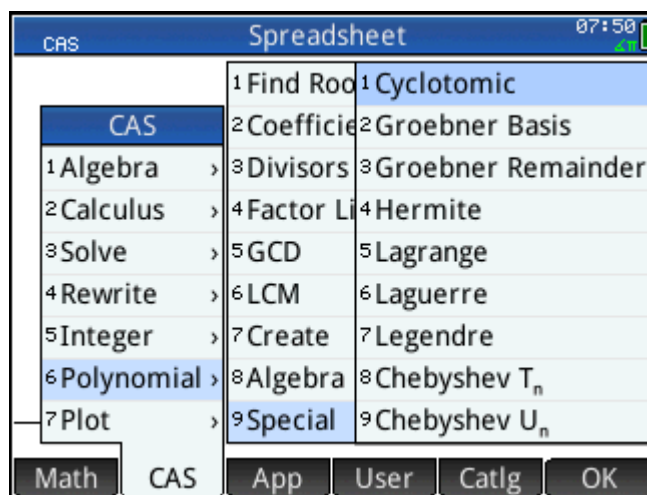 CAS Spreadsheet 07:50
∡π
CAS
1 Algebra ›
2 Calculus ›
3 Solve ›
4 Rewrite ›
5 Integer ›
6 Polynomial ›
7 Plot ›
1 Find Roo
2 Coefficie
3 Divisors
4 Factor Li
5 GCD
6 LCM
7 Create
8 Algebra
9 Special
1 Cyclotomic
2 Groebner Basis
3 Groebner Remainder
4 Hermite
5 Lagrange
6 Laguerre
7 Legendre
8 Chebyshev Tₙ
9 Chebyshev Uₙ
Math CAS App User Catlg OK